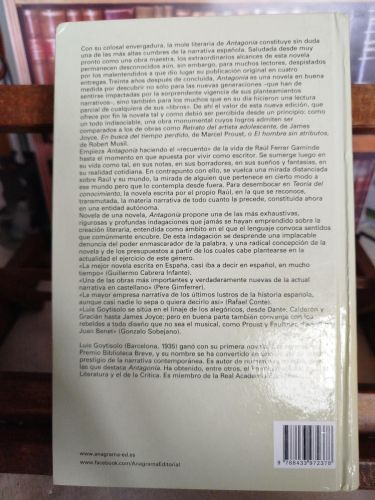 Con su colosal envergadura, la mole literaria de Antagonía constituye sin duda
una de las más altas cumbres de la narrativa española. Saludada desde muy
pronto como una obra maestra, los extraordinarios alcances de esta novela
permanecen desconocidos aún, sin embargo, para muchos lectores, despistados
por los malentendidos a que dio lugar su publicación original en cuatro
entregas. Treinta años después de concluida, Antagonía es una novela en buena
medida por descubrir no sólo para las nuevas generaciones –que han de
sentirse impactadas por la sorprendente vigencia de sus planteamientos
narrativos–, sino también para los muchos que en su día hicieron una lectura
parcial de cualquiera de sus «libros». De ahí el valor de esta nueva edición, que
ofrece por fin la novela tal y como debió ser percibida desde un principio: como
un todo indisociable, una obra monumental cuyos logros admiten ser
comparados a los de obras como Retrato del artista adolescente, de James
Joyce, En busca del tiempo perdido, de Marcel Proust, o El hombre sin atributos,
de Robert Musil.
Empieza Antagonía haciendo el «recuento» de la vida de Raúl Ferrer Gaminde
hasta el momento en que apuesta por vivir como escritor. Se sumerge luego en
su vida como tal, en sus notas, en sus borradores, en sus sueños y fantasías, en
su realidad cotidiana. En contrapunto con ello, se vuelca una mirada distanciada
sobre Raúl y su mundo, la mirada de alguien que pertenece en cierto modo a
ese mundo pero que lo contempla desde fuera. Para desembocar en Teoría del
conocimiento, la novela escrita por el propio Raúl, en la que se reconoce,
transmutada, la materia narrativa de todo cuanto la precede, constituida ahora
en una entidad autónoma.
Novela de una novela, Antagonía propone una de las más exhaustivas,
rigurosas y profundas indagaciones que jamás se hayan emprendido sobre la
creación literaria, entendida como ámbito en el que el lenguaje convoca sentidos
que comúnmente encubre. De esta indagación se desprende una implacable
denuncia del poder enmascarador de la palabra, y una radical concepción de la
novela y de los presupuestos a partir de los cuales cabe plantearse en la
actualidad el ejercicio de este género.
«La mejor novela escrita en España, casi iba a decir en español, en mucho
tiempo» (Guillermo Cabrera Infante).
«Una de las obras más importantes y verdaderamente nuevas de la actual
narrativa en castellano» (Pere Gimferrer).
«La mayor empresa narrativa de los últimos lustros de la historia española,
aunque casi nadie lo sepa o quiera decirlo así» (Rafael Conte).
«Luis Goytisolo se sitúa en el linaje de los alegóricos, desde Dante, Calderón y
Gracián hasta James Joyce; pero en buena parte también converge con los
rebeldes a todo diseño que no sea el musical, como Proust y Faulkner
Juan Benet» (Gonzalo Sobejano).
Luis Goytisolo (Barcelona, 1935) ganó con su primera novela
Premio Biblioteca Breve, y su nombre se ha convertido en uno
prestigio de la narrativa contemporánea. Es autor de
las que destaca Antagonía. Ha obtenido, entre otros, el
Literatura y el de la Crítica. Es miembro de la Real Academia
www.anagrama-ed.es
www.facebook.com/AnagramaEditorial
9 788433 972378